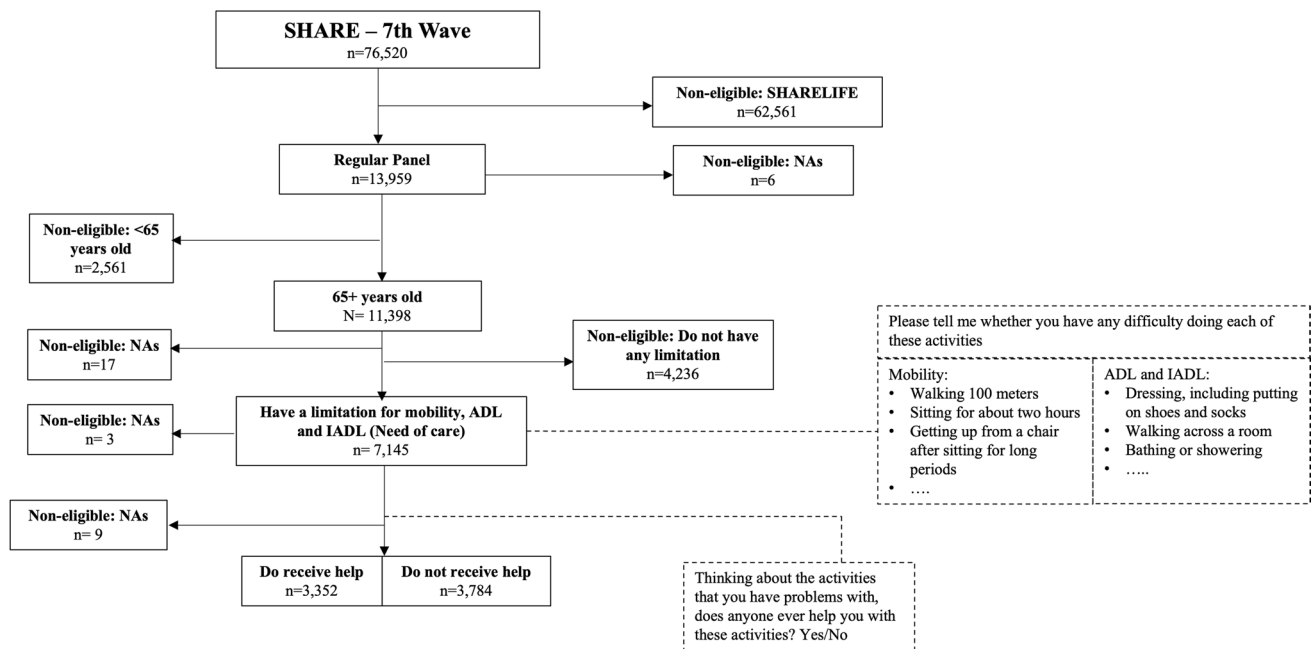 SHARE – 7th Wave
n=76,520
Non-eligible: SHARELIFE
n=62,561
Regular Panel
n=13,959
Non-eligible: NAs
n=6
Non-eligible: <65
years old
n=2,561
65+ years old
N= 11,398
Non-eligible: NAs
n=17
Non-eligible: Do not have
any limitation
n=4,236
Please tell me whether you have any difficulty doing each of
these activities
Mobility:
• Walking 100 meters
• Sitting for about two hours
• Getting up from a chair
after sitting for long
periods
• ….
ADL and IADL:
• Dressing, including putting
on shoes and socks
• Walking across a room
• Bathing or showering
• …..
Have a limitation for mobility, ADL
and IADL (Need of care)
n= 7,145
Non-eligible: NAs
n= 3
Non-eligible: NAs
n= 9
Do receive help
n=3,352
Do not receive help
n=3,784
Thinking about the activities
that you have problems with,
does anyone ever help you with
these activities? Yes/No